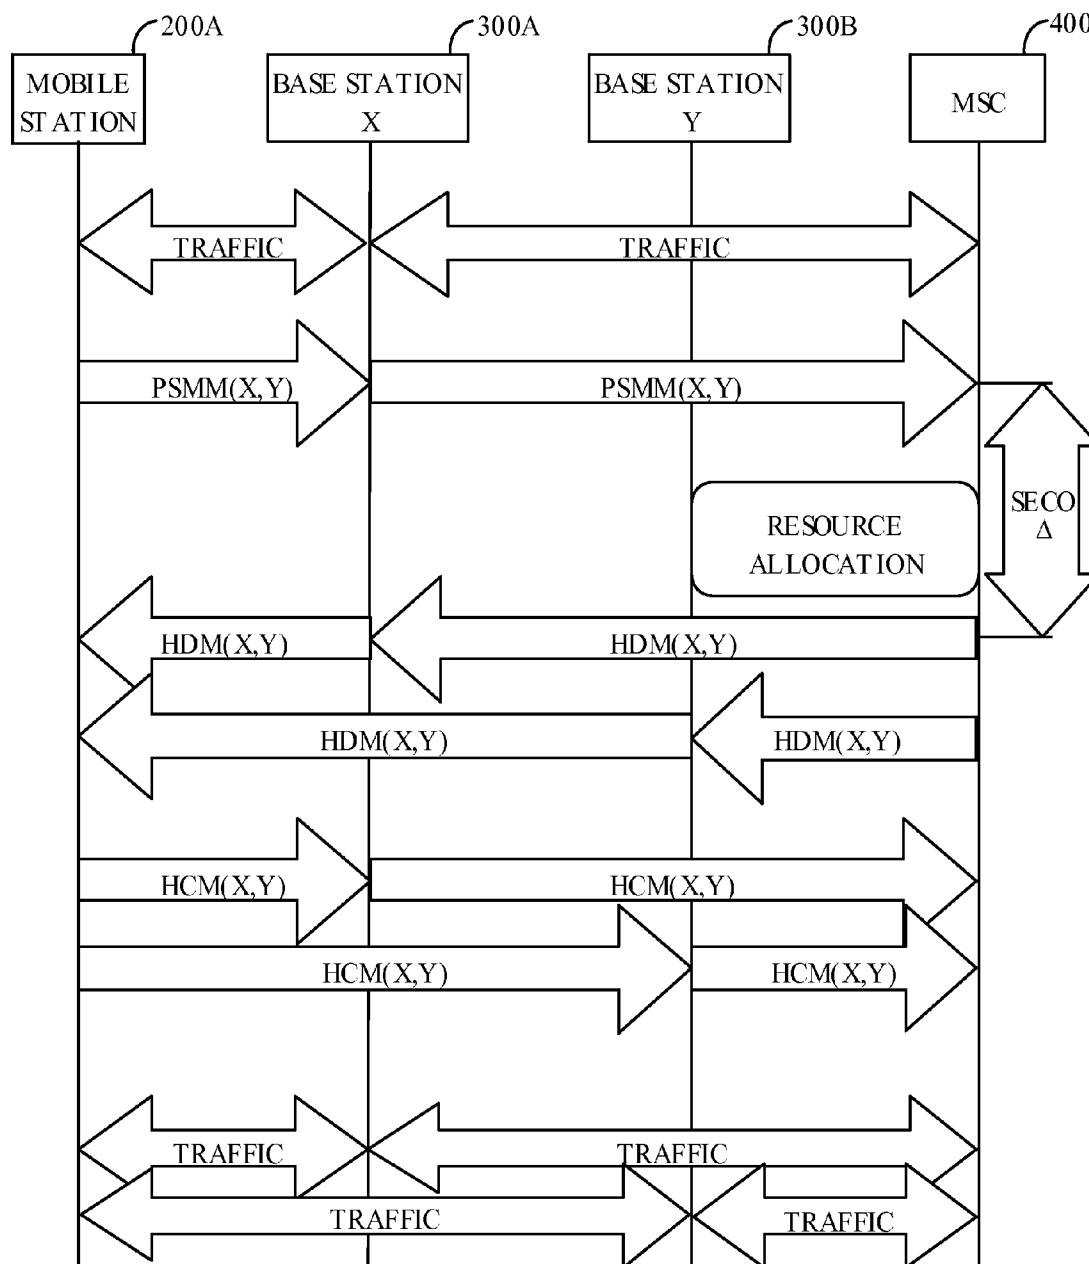 200A
300A
300B
400
MOBILE
STATION
BASE STATION
X
BASE STATION
Y
MSC
TRAFFIC
TRAFFIC
PSMM(X,Y)
PSMM(X,Y)
RESOURCE
ALLOCATION
SECO
Δ
HDM(X,Y)
HDM(X,Y)
HDM(X,Y)
HDM(X,Y)
HCM(X,Y)
HCM(X,Y)
HCM(X,Y)
HCM(X,Y)
TRAFFIC
TRAFFIC
TRAFFIC
TRAFFIC